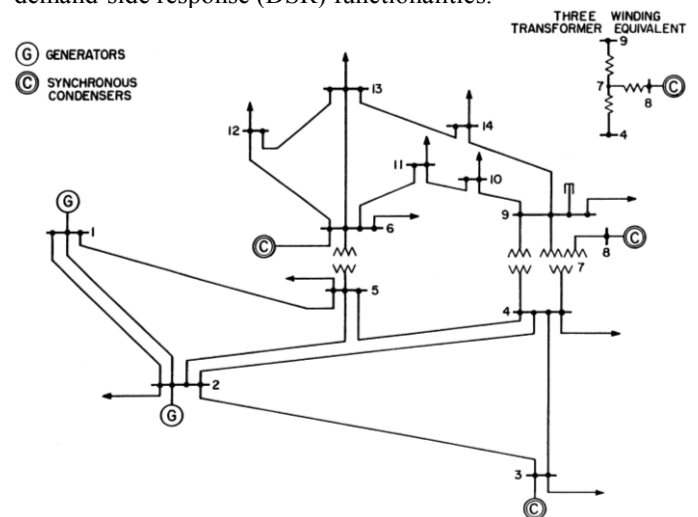 demand-side response (DSR) functionalities.
THREE WINDING
TRANSFORMER EQUIVALENT
9
7
8
C
4
G GENERATORS
C SYNCHRONOUS
CONDENSERS
13
12
14
11
10
G
1
9
6
C
8
C
7
5
4
2
G
3
C